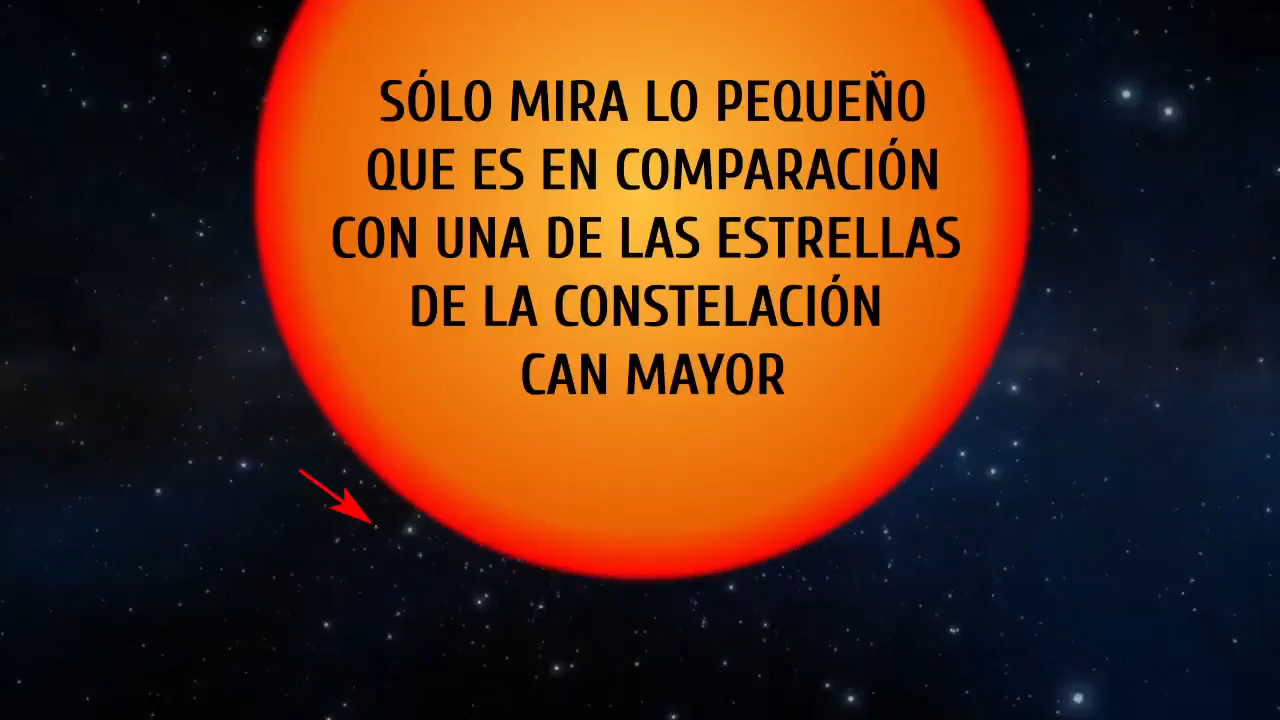 SÓLO MIRA LO PEQUEÑO
QUE ES EN COMPARACIÓN
CON UNA DE LAS ESTRELLAS
DE LA CONSTELACIÓN
CAN MAYOR